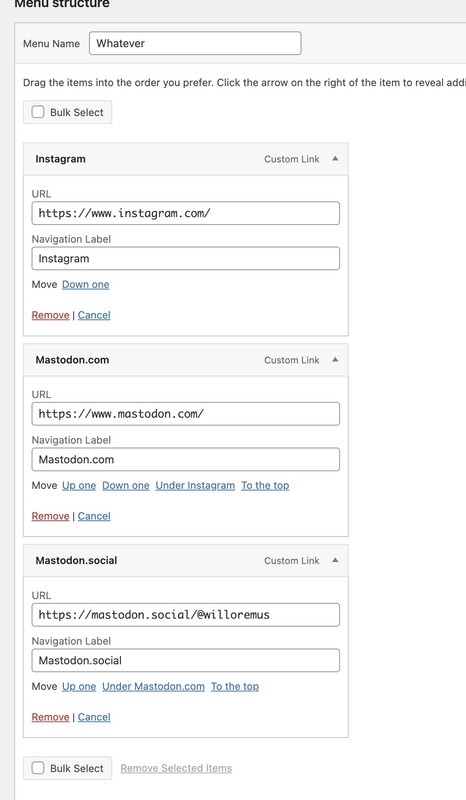 Menu structure
Menu Name Whatever
Drag the items into the order you prefer. Click the arrow on the right of the item to reveal
Bulk Select
Instagram Custom Link
URL
https://www.instagram.com/
Navigation Label
Instagram
Move Down one
Remove | Cancel
Mastodon.com Custom Link
URL
https://www.mastodon.com/
Navigation Label
Mastodon.com
Move Up one Down one Under Instagram To the top
Remove | Cancel
Mastodon.social Custom Link
URL
https://mastodon.social/@willoremus
Navigation Label
Mastodon.social
Move Up one Under Mastodon.com To the top
Remove | Cancel
Bulk Select Remove Selected Items